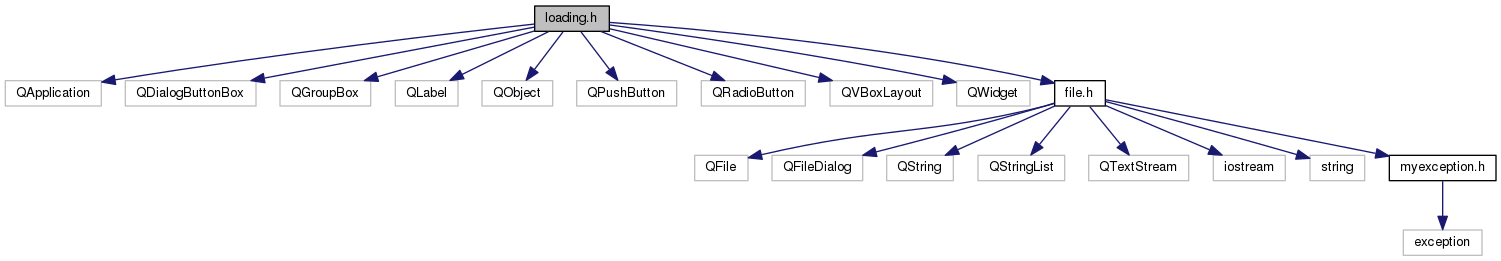 loading.h
QApplication
QDialogButtonBox
QGroupBox
QLabel
QObject
QPushButton
QRadioButton
QVBoxLayout
QWidget
file.h
QFile
QFileDialog
QString
QStringList
QTextStream
iostream
string
myexception.h
exception